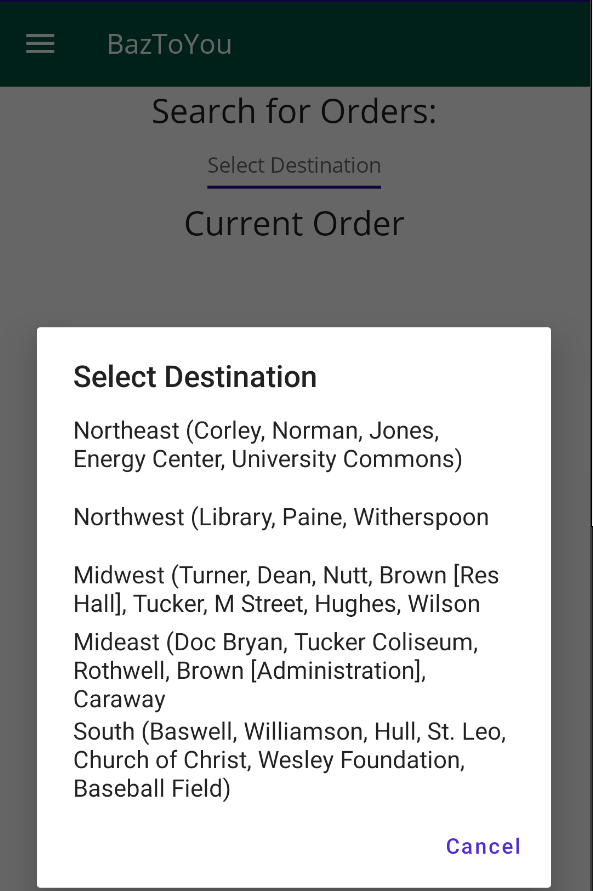 BazToYou
Search for Orders:
Select Destination
Current Order
Select Destination
Northeast (Corley, Norman, Jones,
Energy Center, University Commons)
Northwest (Library, Paine, Witherspoon
Midwest (Turner, Dean, Nutt, Brown [Res
Hall], Tucker, M Street, Hughes, Wilson
Mideast (Doc Bryan, Tucker Coliseum,
Rothwell, Brown [Administration],
Caraway
South (Baswell, Williamson, Hull, St. Leo,
Church of Christ, Wesley Foundation,
Baseball Field)
Cancel